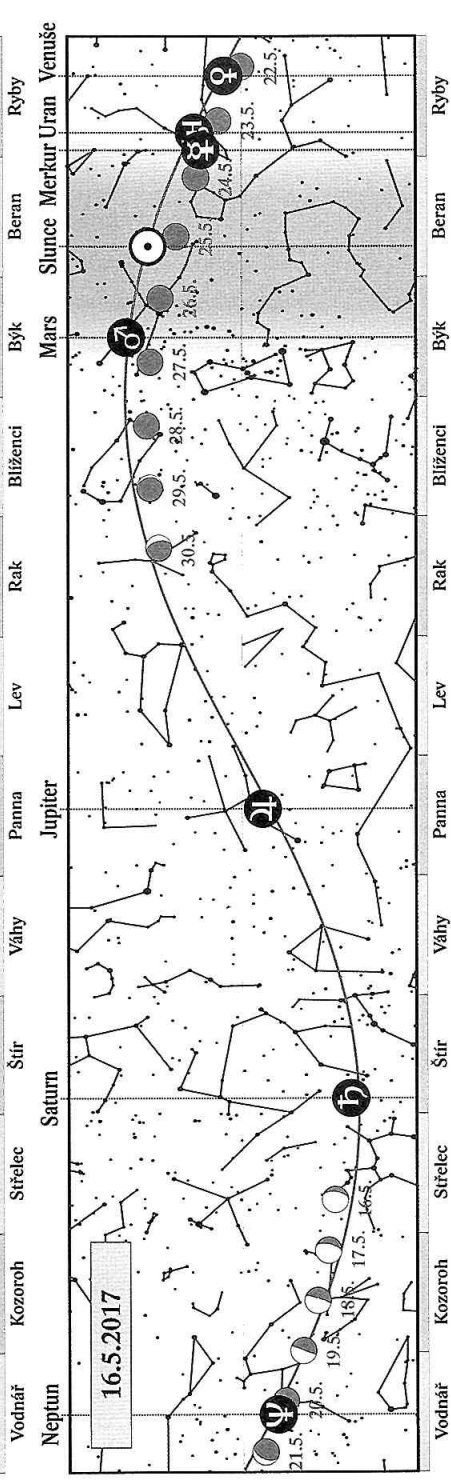 Vodnář Kozoroh Střelec Štír Váhy Panna Lev Rak Blíženci Býk Beran Ryby
Neptun Saturn Jupiter Mars Slunce Merkur Uran Venuše
16.5.2017
21.5. 20.5. 19.5. 18.5. 17.5. 16.5. 30.5. 29.5. 28.5. 27.5. 26.5. 25.5. 24.5. 23.5. 22.5.
Vodnář Kozoroh Střelec Štír Váhy Panna Lev Rak Blíženci Býk Beran Ryby